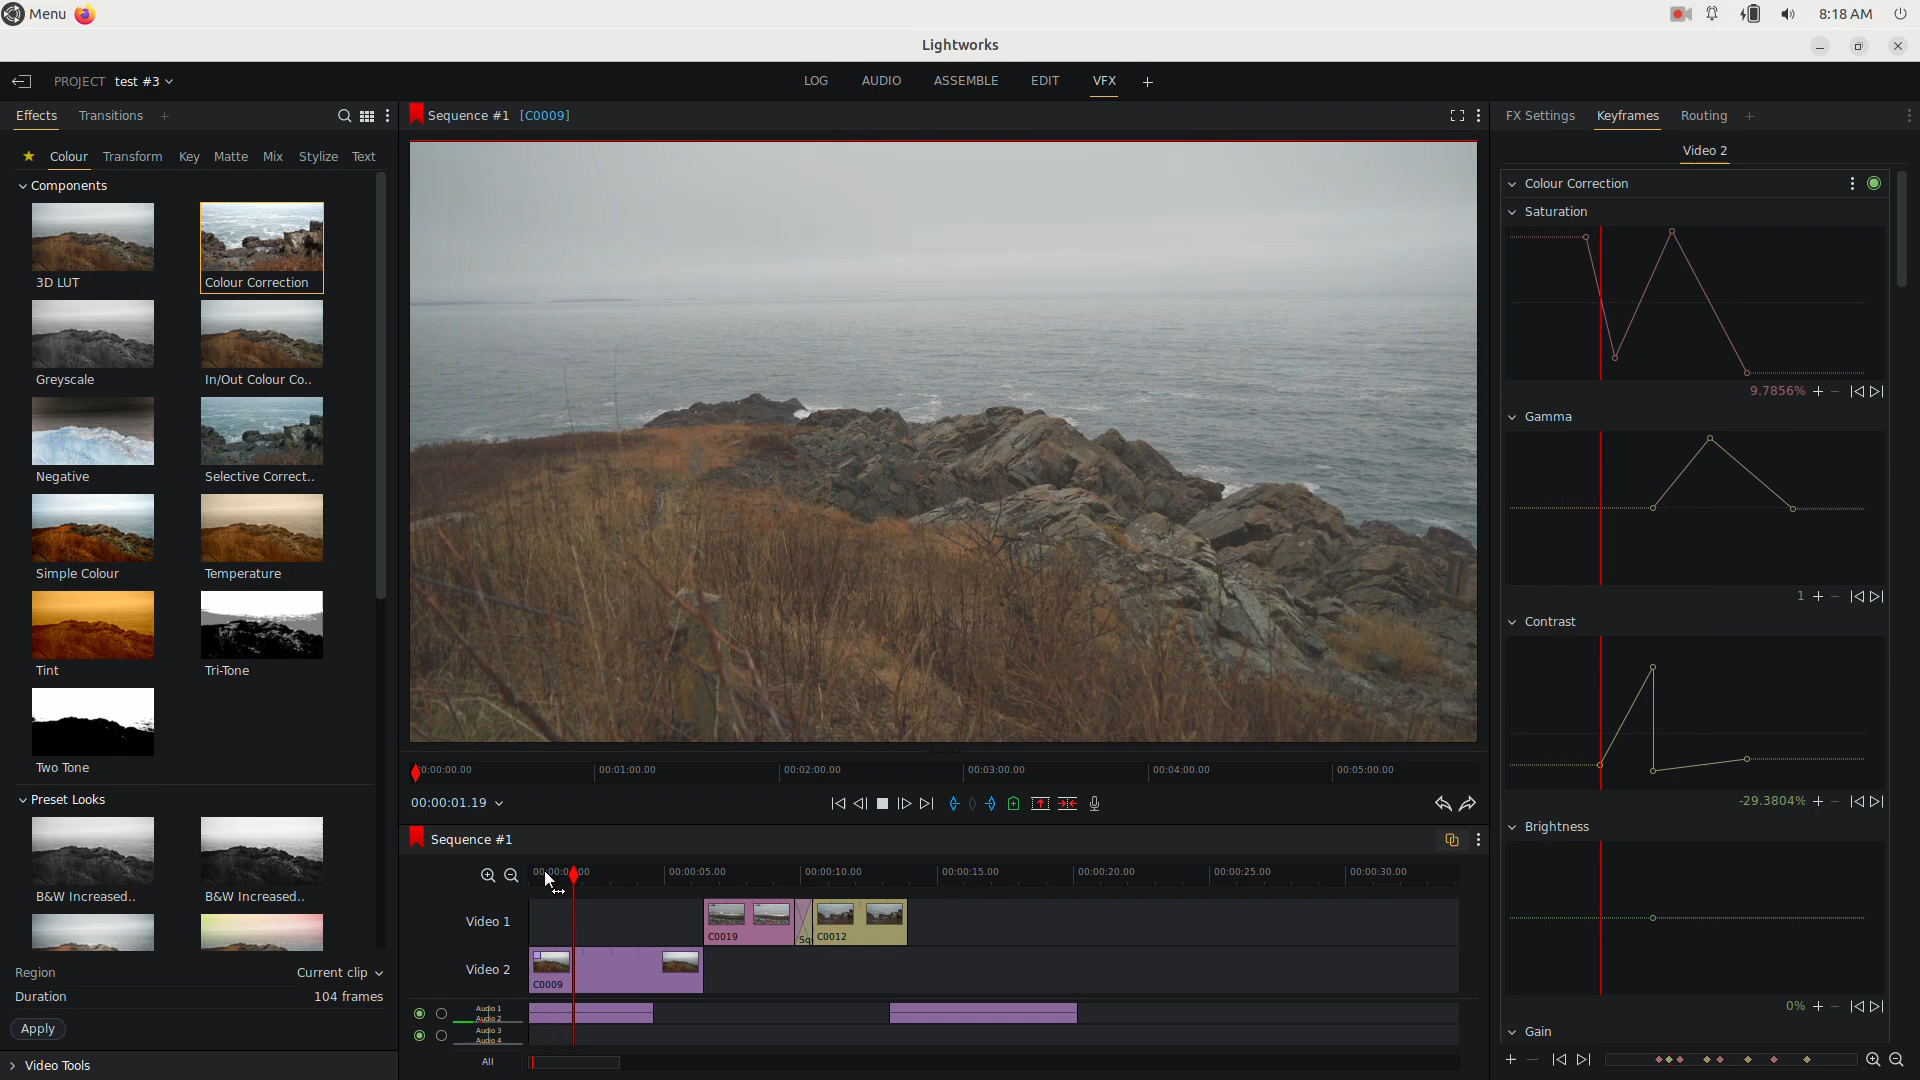 Menu 8:18 AM
Lightworks
PROJECT test #3 LOG AUDIO ASSEMBLE EDIT VFX +
Effects Transitions +
Sequence #1 [C0009]
FX Settings Keyframes Routing +
Colour Transform Key Matte Mix Stylize Text
Components
3D LUT Colour Correction
Greyscale In/Out Colour Co..
Negative Selective Correct..
Simple Colour Temperature
Tint Tri-Tone
Two Tone
Preset Looks
B&W Increased.. B&W Increased..
Region Current clip
Duration 104 frames
Apply
Video Tools
00:01:00.00 00:02:00.00 00:03:00.00 00:04:00.00 00:05:00.00
00:00:01.19
Sequence #1
00:00:05.00 00:00:10.00 00:00:15.00 00:00:20.00 00:00:25.00 00:00:30.00
Video 1
C0019 Sq C0012
Video 2
C0009
Audio 1
Audio 2
Audio 3
Audio 4
All
Video 2
Colour Correction
Saturation
9.7856%
Gamma
1
Contrast
-29.3804%
Brightness
0%
Gain